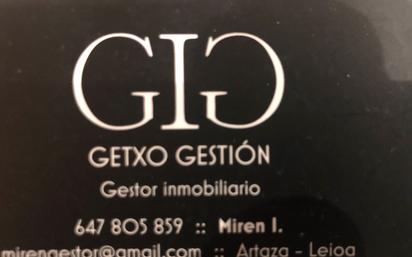 GIG
GETXO GESTIÓN
Gestor inmobiliario
647 805 859 :: Miren I.
mirengestor@gmail.com :: Artaza - Leioa